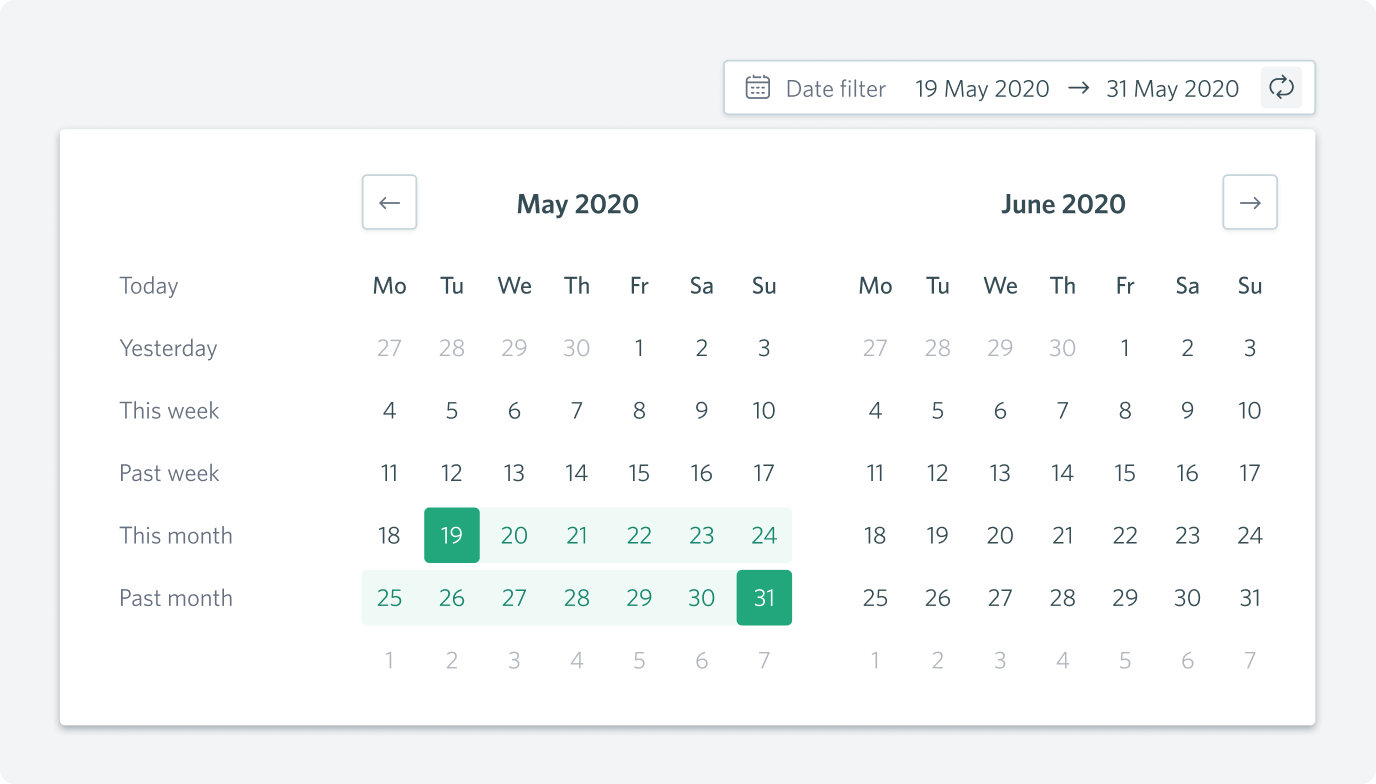 Date filter 19 May 2020 → 31 May 2020
← May 2020 June 2020 →
Today Mo Tu We Th Fr Sa Su Mo Tu We Th Fr Sa Su
Yesterday 27 28 29 30 1 2 3 27 28 29 30 1 2 3
This week 4 5 6 7 8 9 10 4 5 6 7 8 9 10
Past week 11 12 13 14 15 16 17 11 12 13 14 15 16 17
This month 18 19 20 21 22 23 24 18 19 20 21 22 23 24
Past month 25 26 27 28 29 30 31 25 26 27 28 29 30 31
1 2 3 4 5 6 7 1 2 3 4 5 6 7